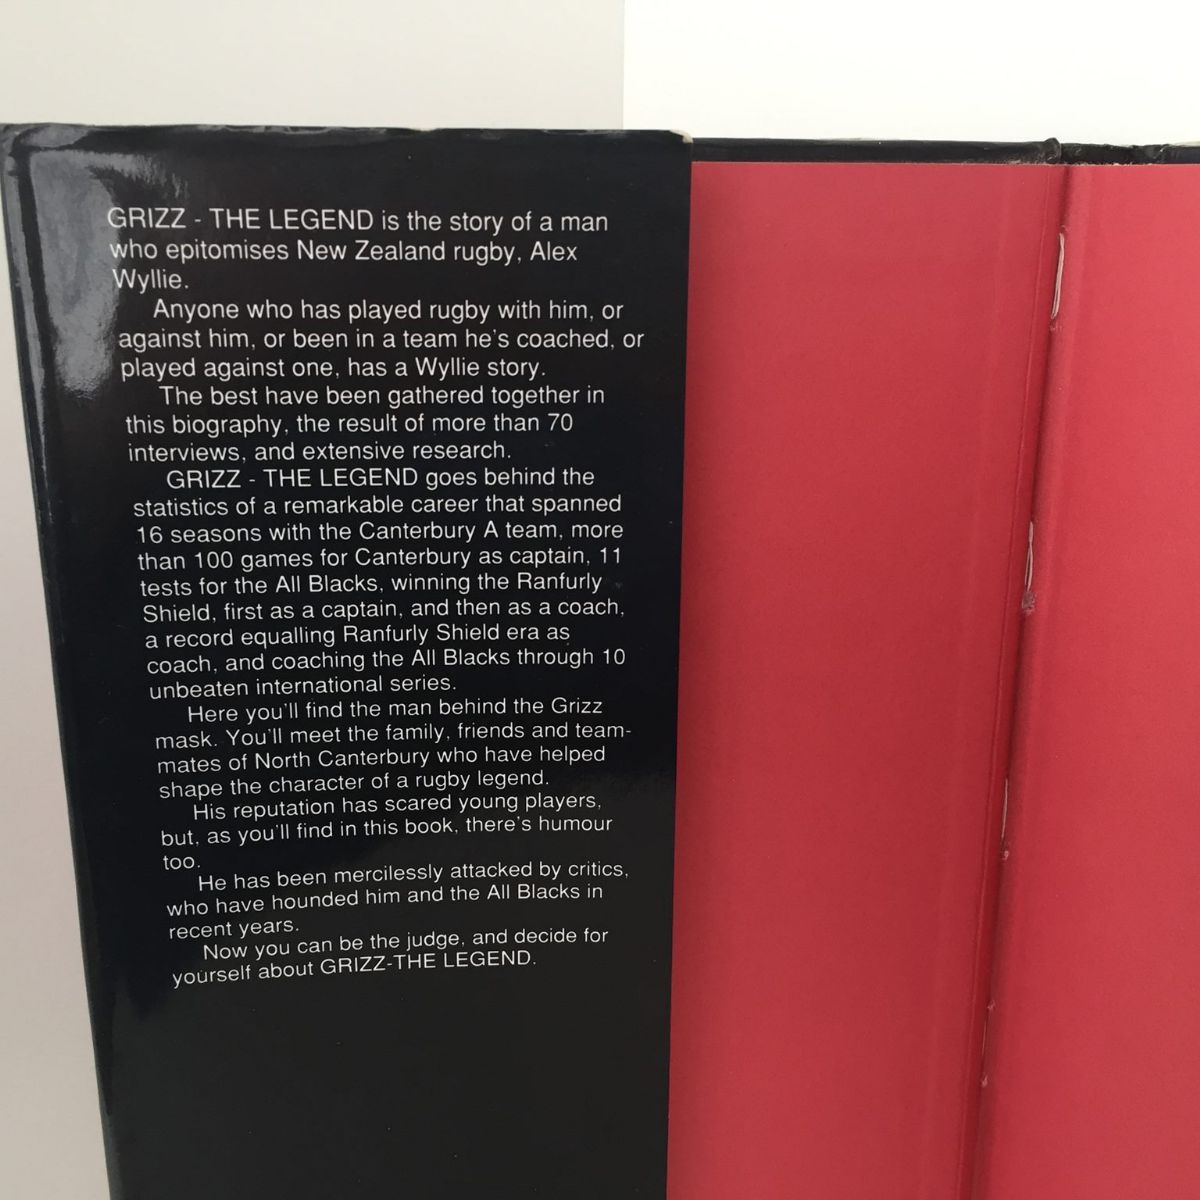 GRIZZ - THE LEGEND is the story of a man
who epitomises New Zealand rugby, Alex
Wyllie.
Anyone who has played rugby with him, or
against him, or been in a team he's coached, or
played against one, has a Wyllie story.
The best have been gathered together in
this biography, the result of more than 70
interviews, and extensive research.
GRIZZ - THE LEGEND goes behind the
statistics of a remarkable career that spanned
16 seasons with the Canterbury A team, more
than 100 games for Canterbury as captain, 11
tests for the All Blacks, winning the Ranfurly
Shield, first as a captain, and then as a coach,
a record equalling Ranfurly Shield era as
coach, and coaching the All Blacks through 10
unbeaten international series.
Here you'll find the man behind the Grizz
mask. You'll meet the family, friends and team-
mates of North Canterbury who have helped
shape the character of a rugby legend.
His reputation has scared young players,
but, as you'll find in this book, there's humour
too.
He has been mercilessly attacked by critics,
who have hounded him and the All Blacks in
recent years.
Now you can be the judge, and decide for
yourself about GRIZZ-THE LEGEND.